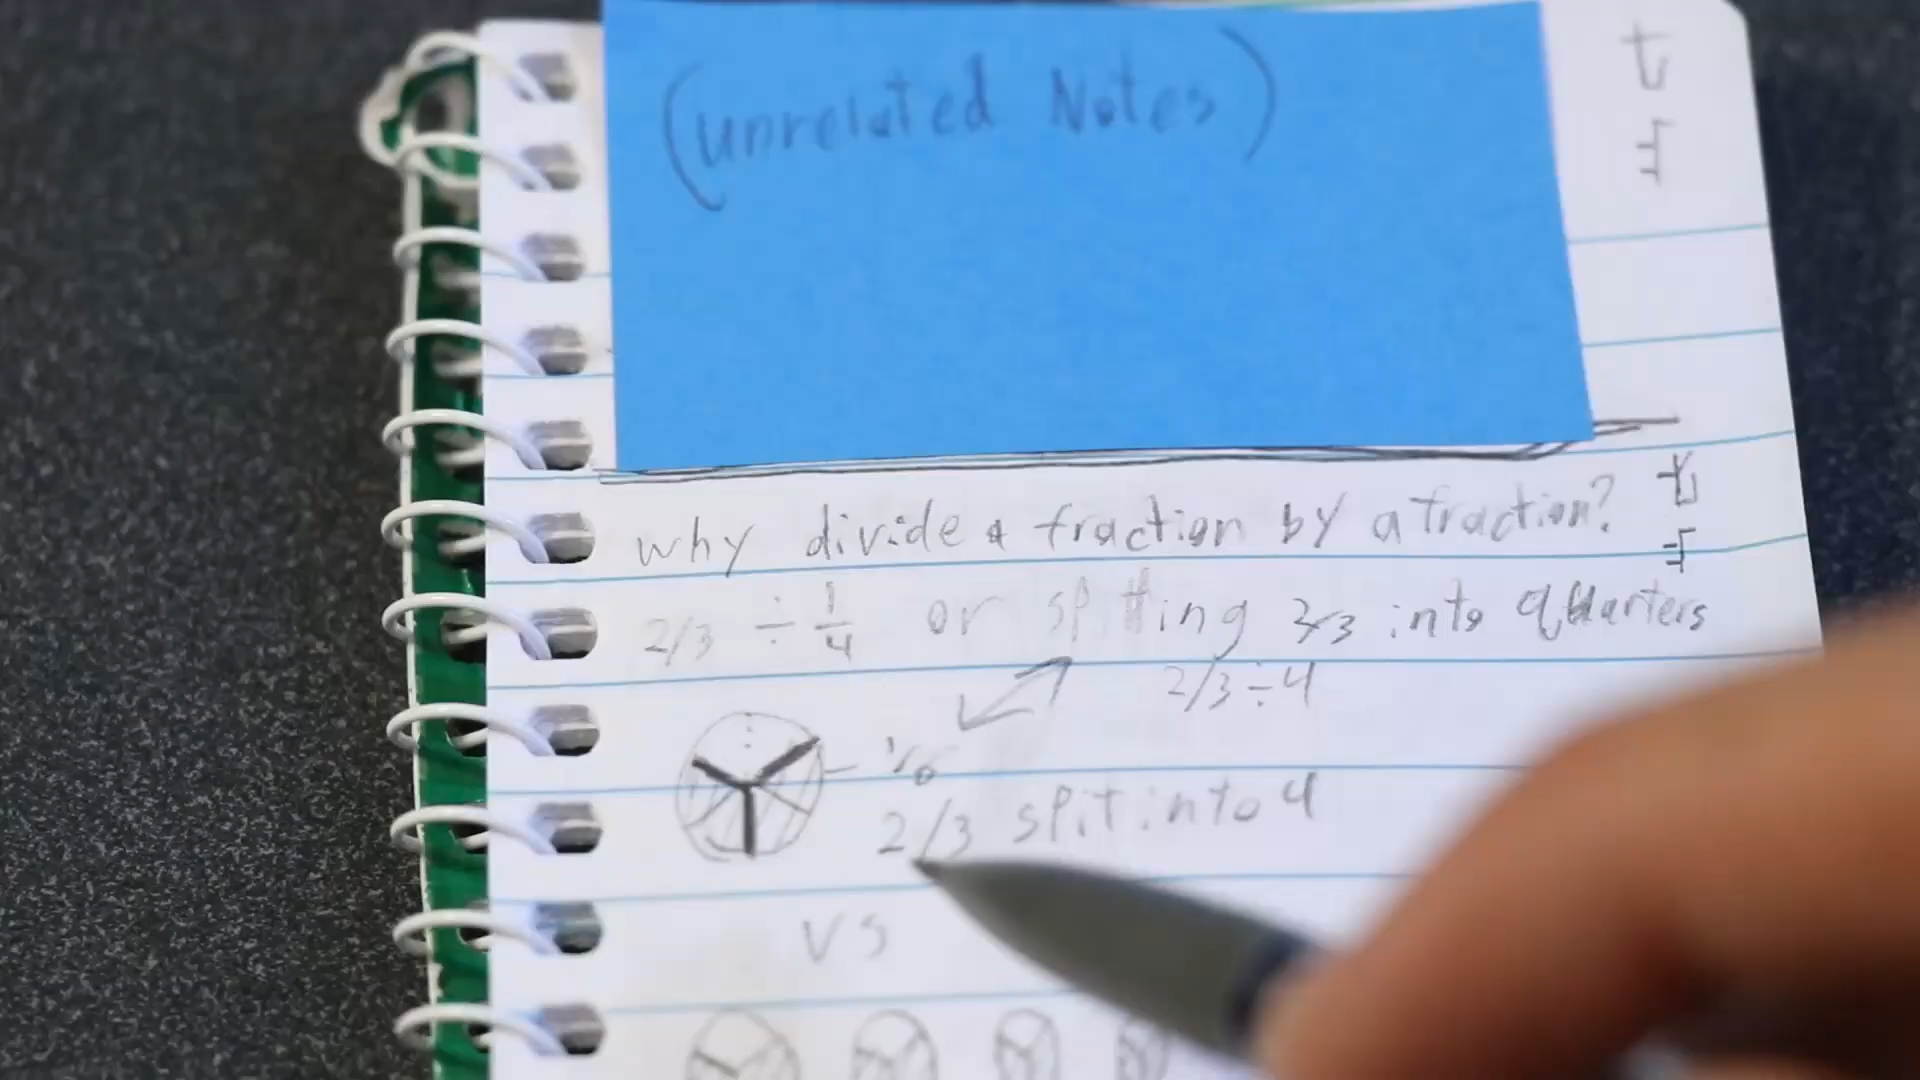 (unrelated Notes)
why divide a fraction by a fraction?
2/3 ÷ 1/4 or spitting 2/3 into quarters
2/3÷4
1/6
2/3 spit into 4
VS